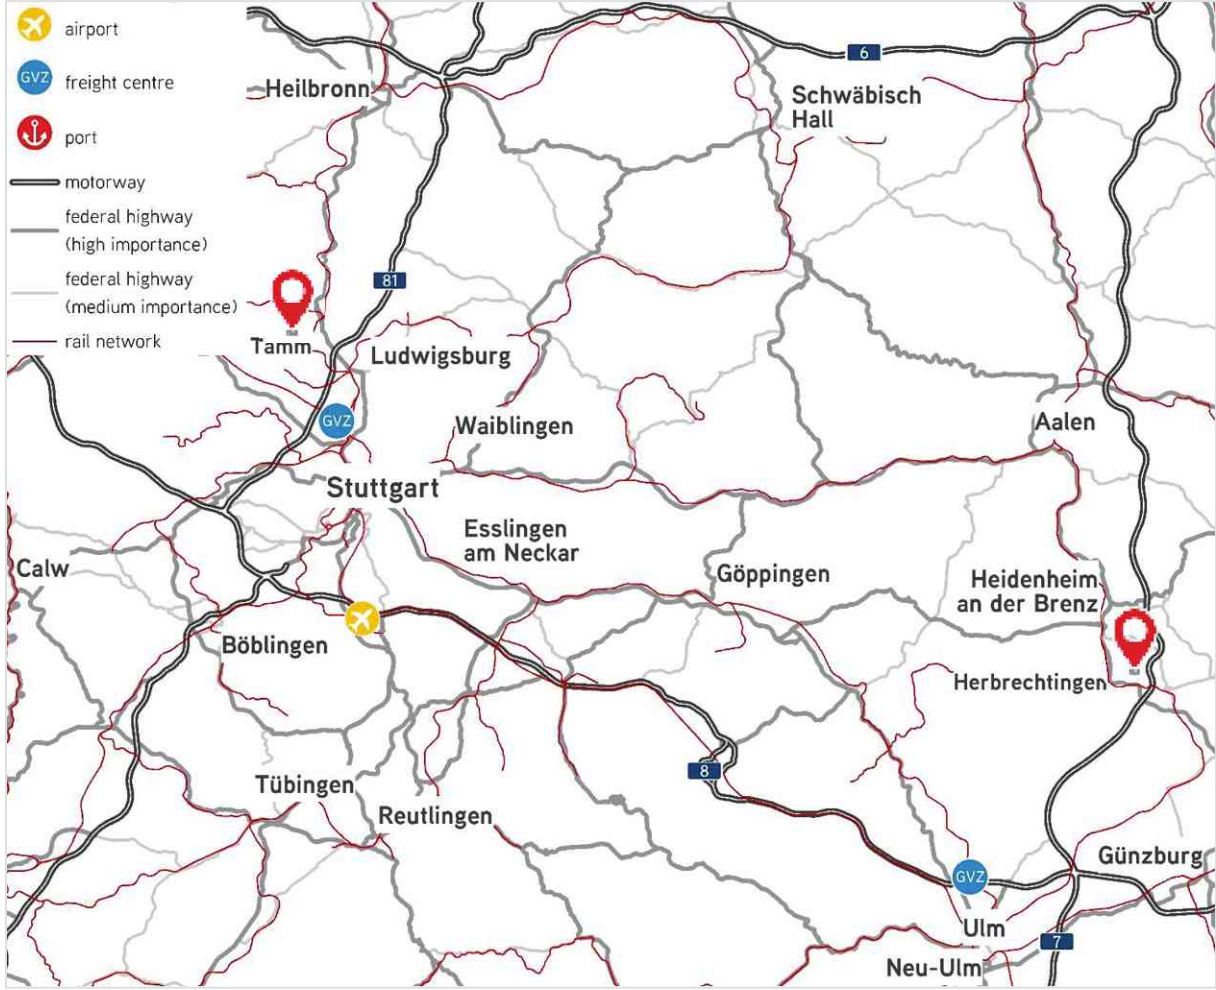 airport
GVZ
freight centre
port
motorway
federal highway
(high importance)
federal highway
(medium importance)
rail network
6
Heilbronn
Schwäbisch
Hall
81
Tamm
Ludwigsburg
GVZ
Waiblingen
Aalen
Stuttgart
Esslingen
am Neckar
Calw
Göppingen
Heidenheim
an der Brenz
Böblingen
Herbrechtingen
8
Tübingen
Reutlingen
Günzburg
GVZ
Ulm
7
Neu-Ulm